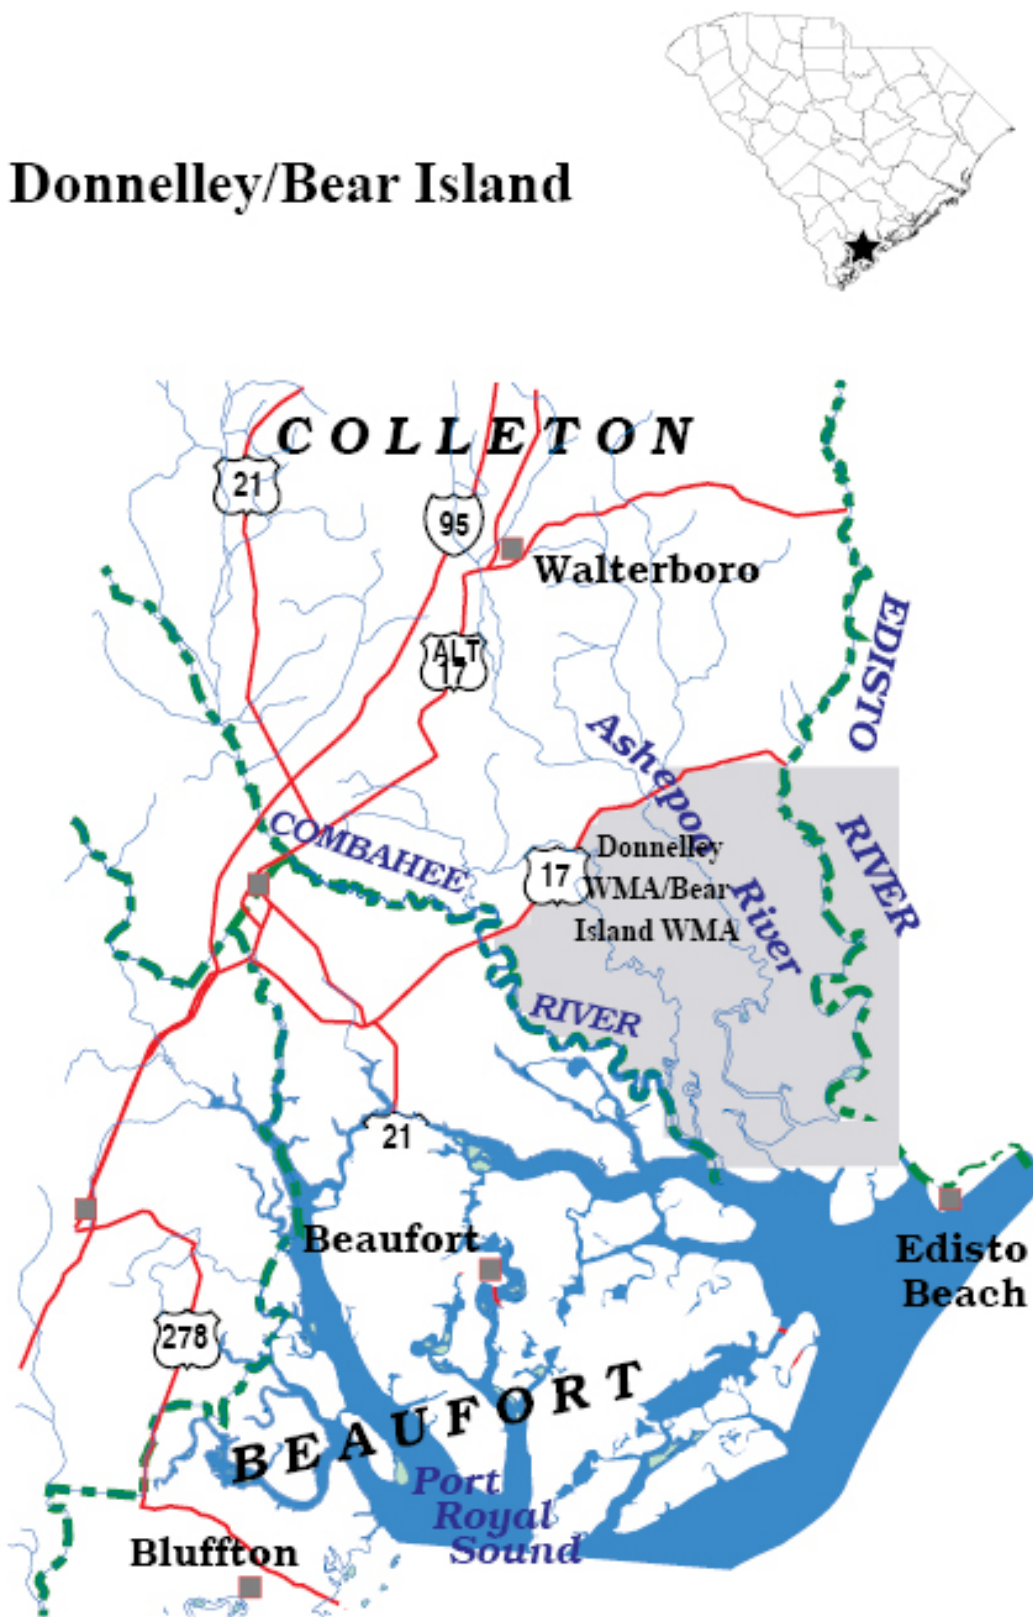 Donnelley/Bear Island
COLLETON
21
95
Walterboro
ALT
17
EDISTO
RIVER
Ashepoo
River
COMBAHEE
RIVER
17
Donnelley
WMA/Bear
Island WMA
21
Beaufort
Edisto
Beach
278
BEAUFORT
Port
Royal
Sound
Bluffton